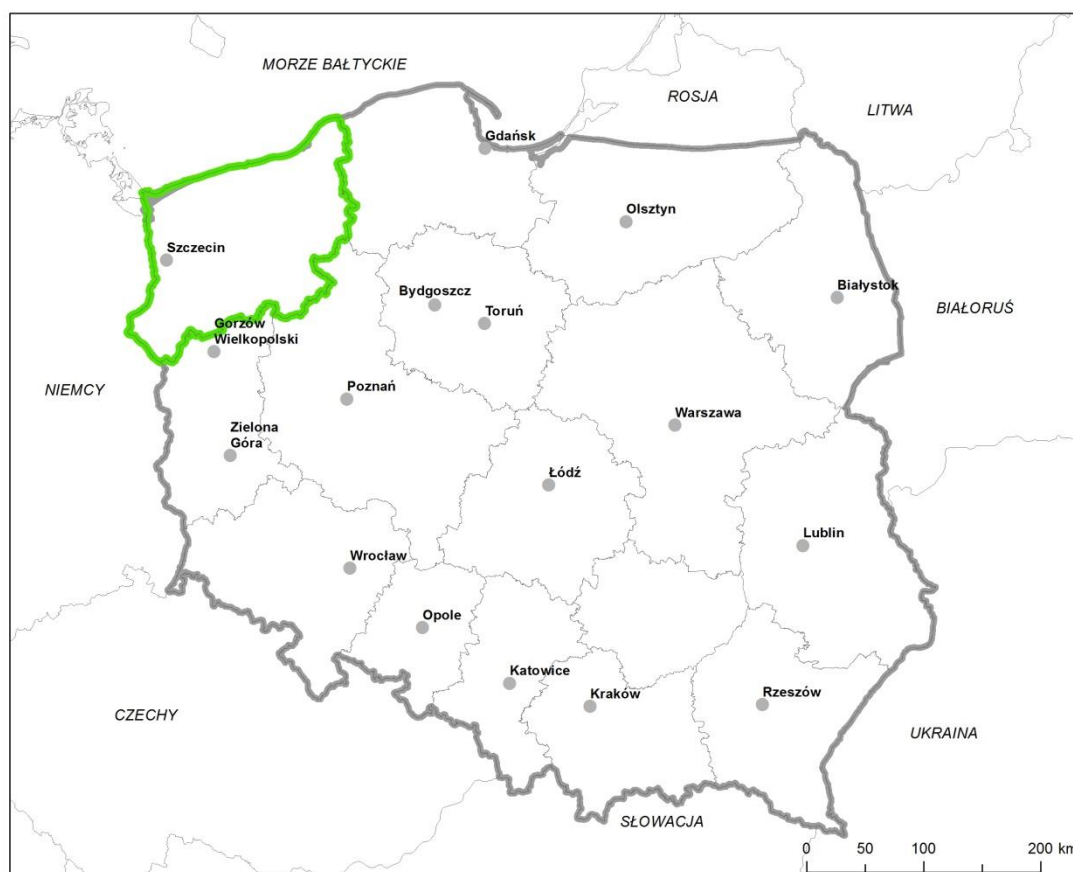 MORZE BAŁTYCKIE
ROSJA
LITWA
Gdańsk
Olsztyn
Szczecin
Białystok
Bydgoszcz
Toruń
BIAŁORUŚ
Gorzów
Wielkopolski
NIEMCY
Poznań
Warszawa
Zielona
Góra
Łódź
Lublin
Wrocław
Opole
Katowice
Kraków
Rzeszów
CZECHY
UKRAINA
SŁOWACJA
0 50 100 200 km